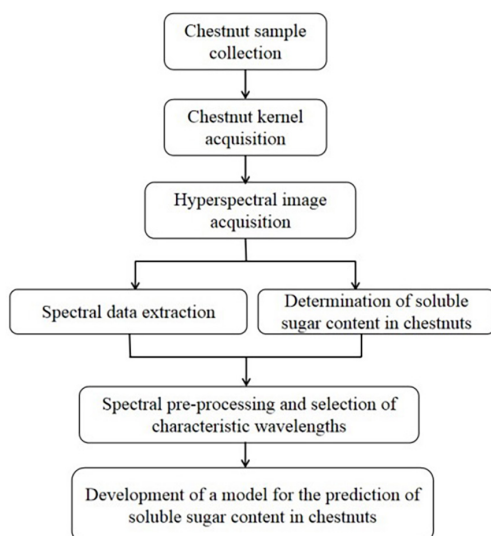 Chestnut sample
collection
Chestnut kernel
acquisition
Hyperspectral image
acquisition
Spectral data extraction
Determination of soluble
sugar content in chestnuts
Spectral pre-processing and selection of
characteristic wavelengths
Development of a model for the prediction of
soluble sugar content in chestnuts